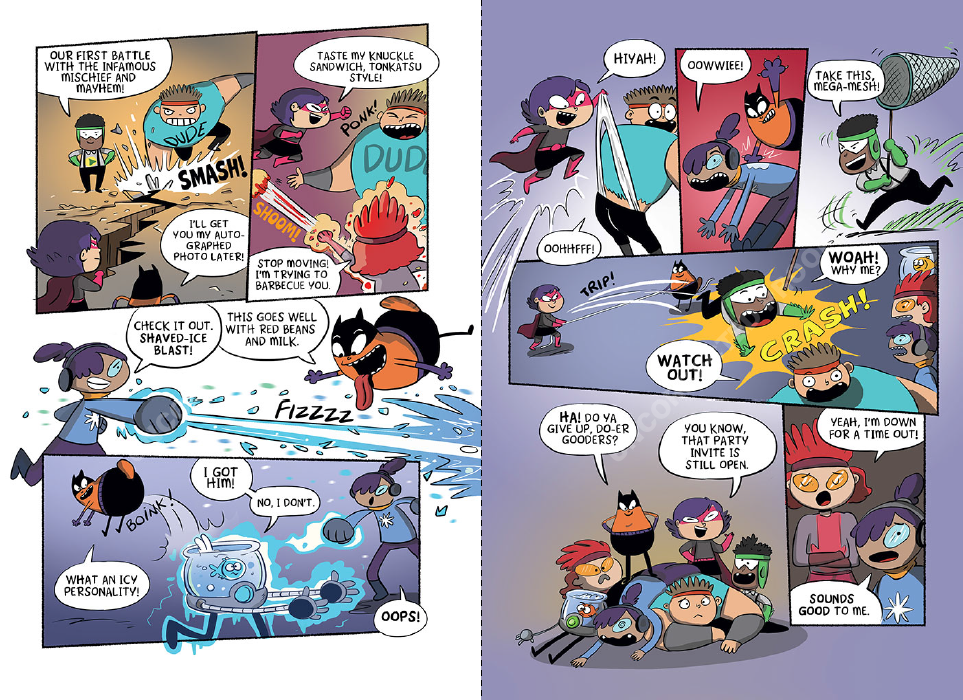 OUR FIRST BATTLE
WITH THE INFAMOUS
MISCHIEF AND
MAYHEM!
DUDE
SMASH!
I'LL GET
YOU MY AUTO-
GRAPHED
PHOTO LATER!
TASTE MY KNUCKLE
SANDWICH, TONKATSU
STYLE!
PONK!
DUD
SHOOM!
STOP MOVING!
I'M TRYING TO
BARBECUE YOU.
CHECK IT OUT.
SHAVED-ICE
BLAST!
THIS GOES WELL
WITH RED BEANS
AND MILK.
FIZZZZ
BOINK!
I GOT
HIM!
NO, I DON'T.
WHAT AN ICY
PERSONALITY!
OOPS!
HIYAH!
OOHHFFF!
OOWWIEE!
TAKE THIS,
MEGA-MESH!
TRIP!
WOAH!
WHY ME?
CRASH!
WATCH
OUT!
HA! DO YA
GIVE UP, DO-ER
GOODERS?
YOU KNOW,
THAT PARTY
INVITE IS
STILL OPEN.
YEAH, I'M DOWN
FOR A TIME OUT!
SOUNDS
GOOD TO ME.